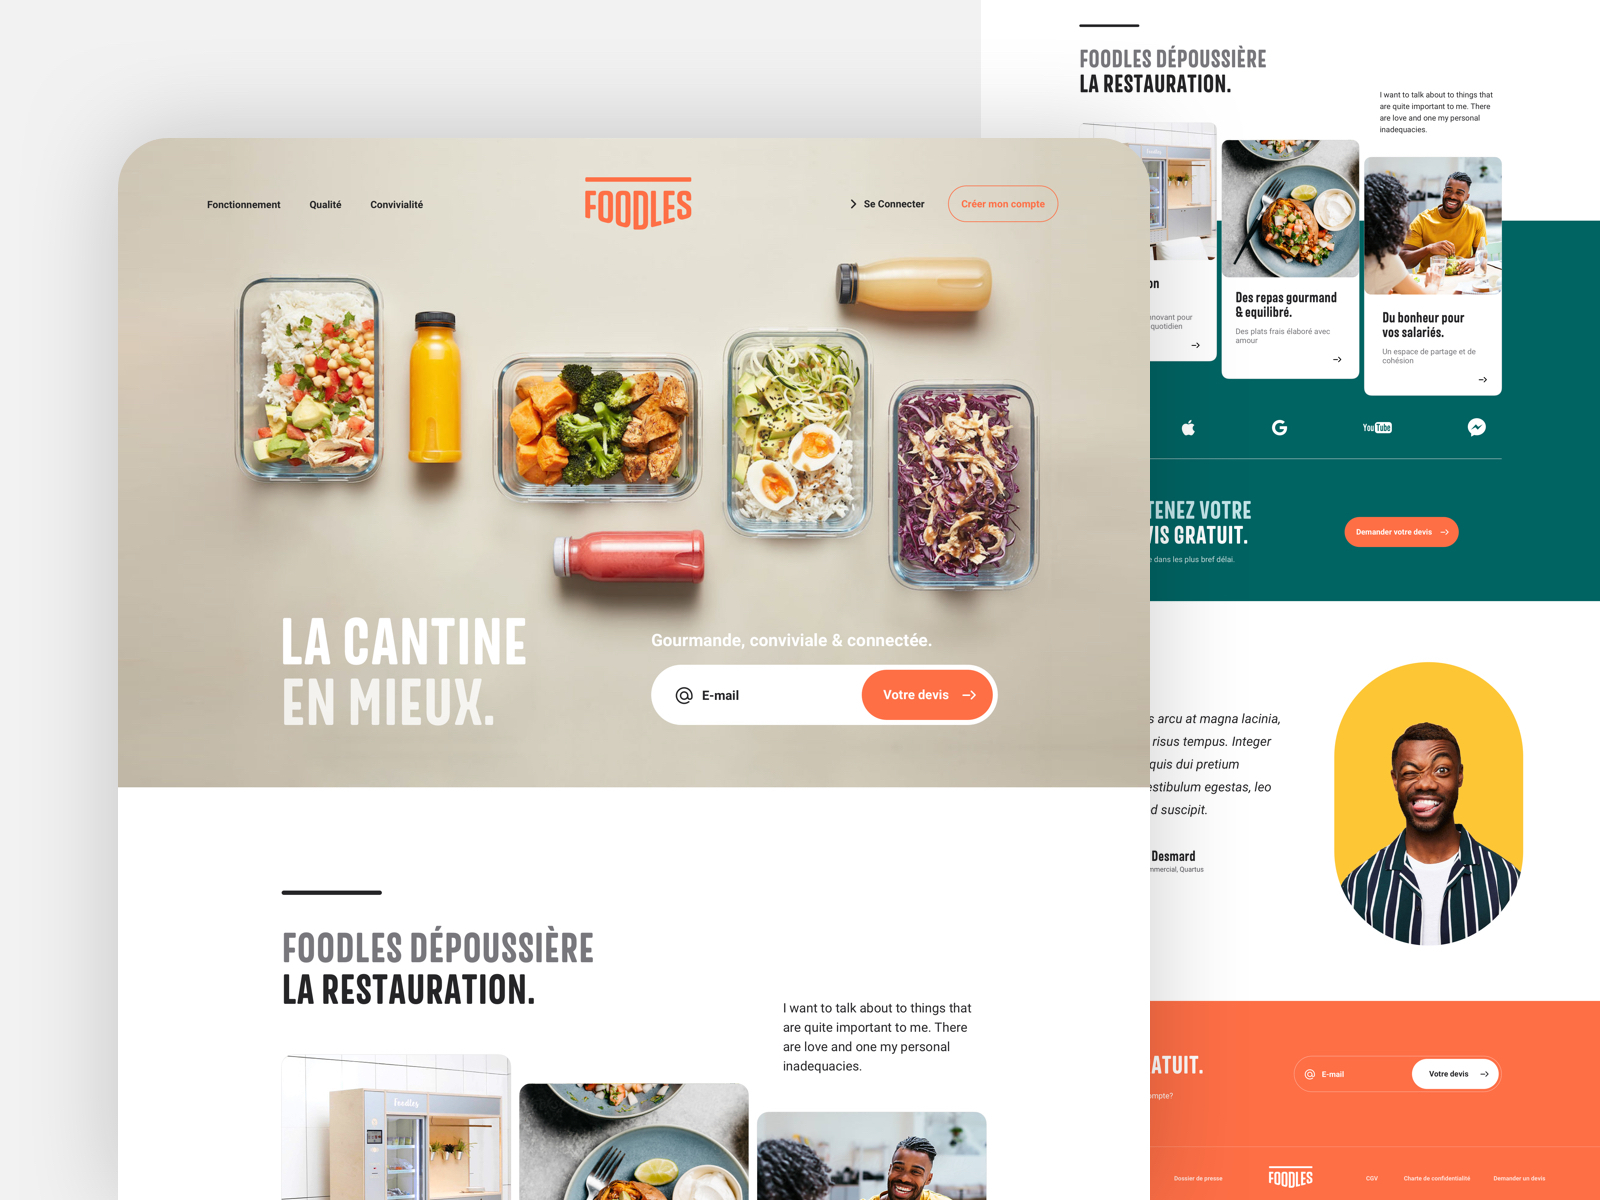 Fonctionnement
Qualité
Convivialité
FOODLES
Se Connecter
Créer mon compte
LA CANTINE
EN MIEUX.
Gourmande, conviviale & connectée.
E-mail
Votre devis
FOODLES DÉPOUSSIÈRE
LA RESTAURATION.
I want to talk about to things that
are quite important to me. There
are love and one my personal
inadequacies.
Foodles
FOODLES DÉPOUSSIÈRE
LA RESTAURATION.
I want to talk about to things that
are quite important to me. There
are love and one my personal
inadequacies.
on
nnovant pour
quotidien
Des repas gourmand
& equilibré.
Des plats frais élaboré avec
amour
Du bonheur pour
vos salariés.
Un espace de partage et de
cohésion
YouTube
TENEZ VOTRE
VIS GRATUIT.
e dans les plus bref délai.
Demander votre devis
s arcu at magna lacinia,
risus tempus. Integer
quis dui pretium
estibulum egestas, leo
d suscipit.
Desmard
mmercial, Quartus
ATUIT.
ompte?
E-mail
Votre devis
Dossier de presse
FOODLES
CGV
Charte de confidentialité
Demander un devis